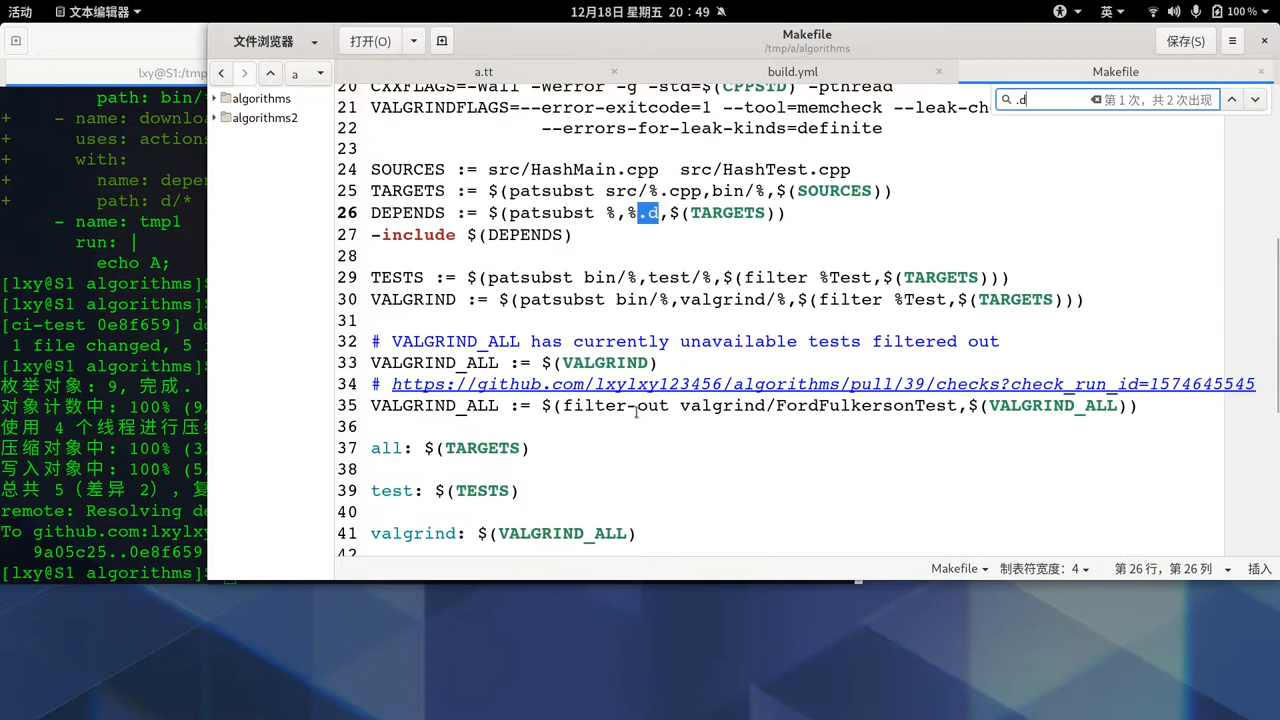 活动
文本编辑器
12月18日 星期五 20：49
英
100 %
文件浏览器
打开(O)
Makefile
/tmp/a/algorithms
保存(S)
lxy@S1:/tmp
a
a.tt
build.yml
Makefile
algorithms
algorithms2
.d
第 1 次，共 2 次出现
path: bin/*
+ - name: downlo
+ uses: actions
+ with:
+ name: depe
+ path: d/*
- name: tmp1
run: |
echo A;
[lxy@S1 algorithms]$
[ci-test 0e8f659] d
1 file changed, 5 i
[lxy@S1 algorithms]$
枚举对象: 9, 完成.
对象计数中: 100% (9/
使用 4 个线程进行压缩
压缩对象中: 100% (3/
写入对象中: 100% (5/
总共 5（差异 2），复
remote: Resolving de
To github.com:lxylxy
9a05c25..0e8f659
[lxy@S1 algorithms]$
20 CXXFLAGS=-Wall -Werror -g -std=$(CPPSTD) -pthread
21 VALGRINDFLAGS=--error-exitcode=1 --tool=memcheck --leak-che
22 --errors-for-leak-kinds=definite
23
24 SOURCES := src/HashMain.cpp src/HashTest.cpp
25 TARGETS := $(patsubst src/%.cpp,bin/%,$(SOURCES))
26 DEPENDS := $(patsubst %,%.d,$(TARGETS))
27 -include $(DEPENDS)
28
29 TESTS := $(patsubst bin/%,test/%,$(filter %Test,$(TARGETS)))
30 VALGRIND := $(patsubst bin/%,valgrind/%,$(filter %Test,$(TARGETS)))
31
32 # VALGRIND_ALL has currently unavailable tests filtered out
33 VALGRIND_ALL := $(VALGRIND)
34 # https://github.com/lxylxy123456/algorithms/pull/39/checks?check_run_id=1574645545
35 VALGRIND_ALL := $(filter-out valgrind/FordFulkersonTest,$(VALGRIND_ALL))
36
37 all: $(TARGETS)
38
39 test: $(TESTS)
40
41 valgrind: $(VALGRIND_ALL)
42
Makefile
制表符宽度：4
第 26 行，第 26 列
插入